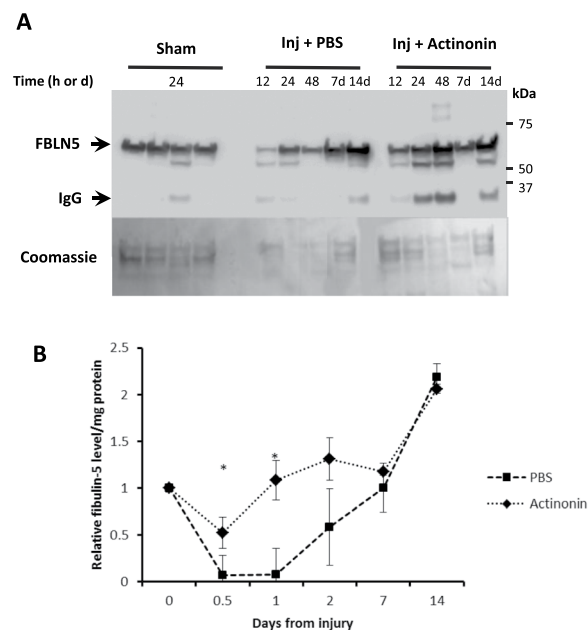 A
Sham Inj + PBS Inj + Actinonin
Time (h or d) 24 12 24 48 7d 14d 12 24 48 7d 14d
kDa
75
FBLN5
50
37
IgG
Coomassie
B
Relative fibulin-5 level/mg protein
2.5
2
1.5
1
0.5
0
* *
PBS
Actinonin
0 0.5 1 2 7 14
Days from injury